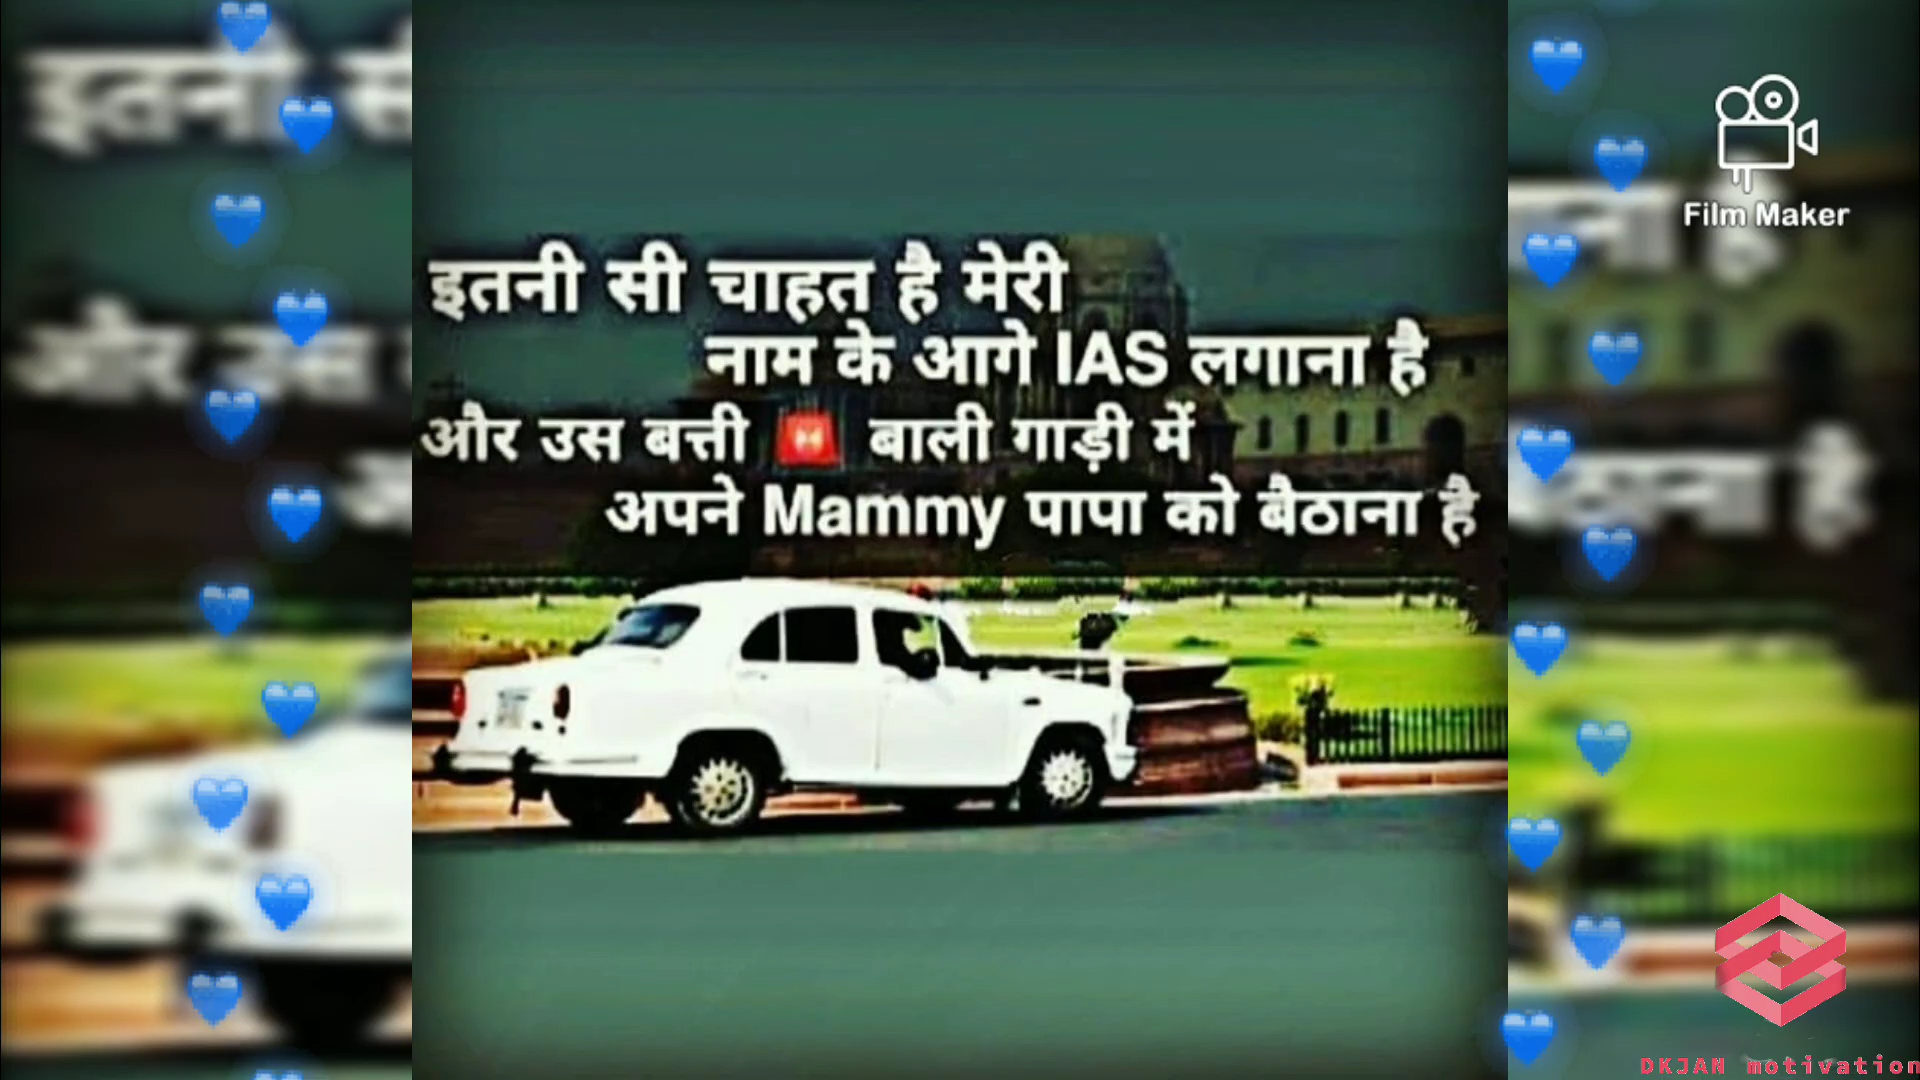 इतनी सी चाहत है मेरी
नाम के आगे IAS लगाना है
और उस बत्ती 🚨 बाली गाड़ी में
अपने Mammy पापा को बैठाना है
Film Maker
DKJAN motivation